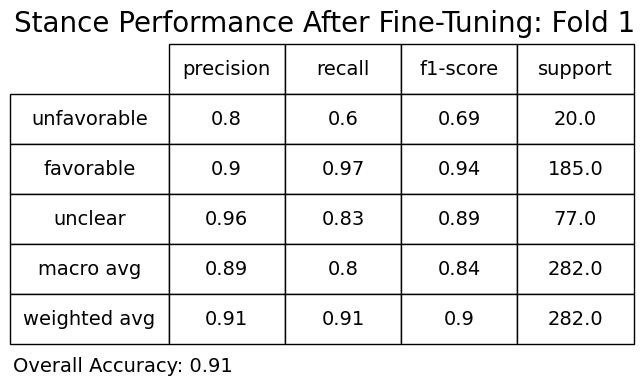 Stance Performance After Fine-Tuning: Fold 1
precision recall f1-score support
unfavorable 0.8 0.6 0.69 20.0
favorable 0.9 0.97 0.94 185.0
unclear 0.96 0.83 0.89 77.0
macro avg 0.89 0.8 0.84 282.0
weighted avg 0.91 0.91 0.9 282.0
Overall Accuracy: 0.91